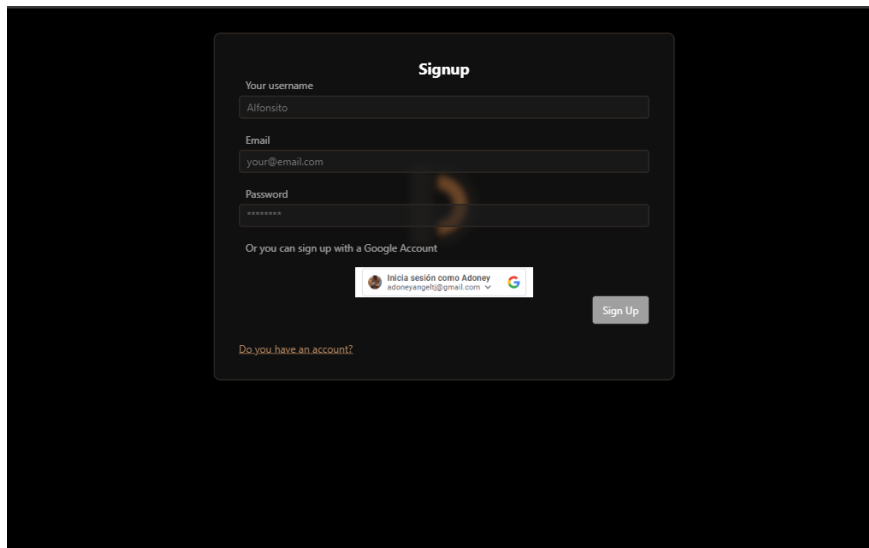 Signup
Your username
Alfonsito
Email
your@email.com
Password
********
Or you can sign up with a Google Account
Inicia sesión como Adoney
adoneyangeltj@gmail.com
Sign Up
Do you have an account?